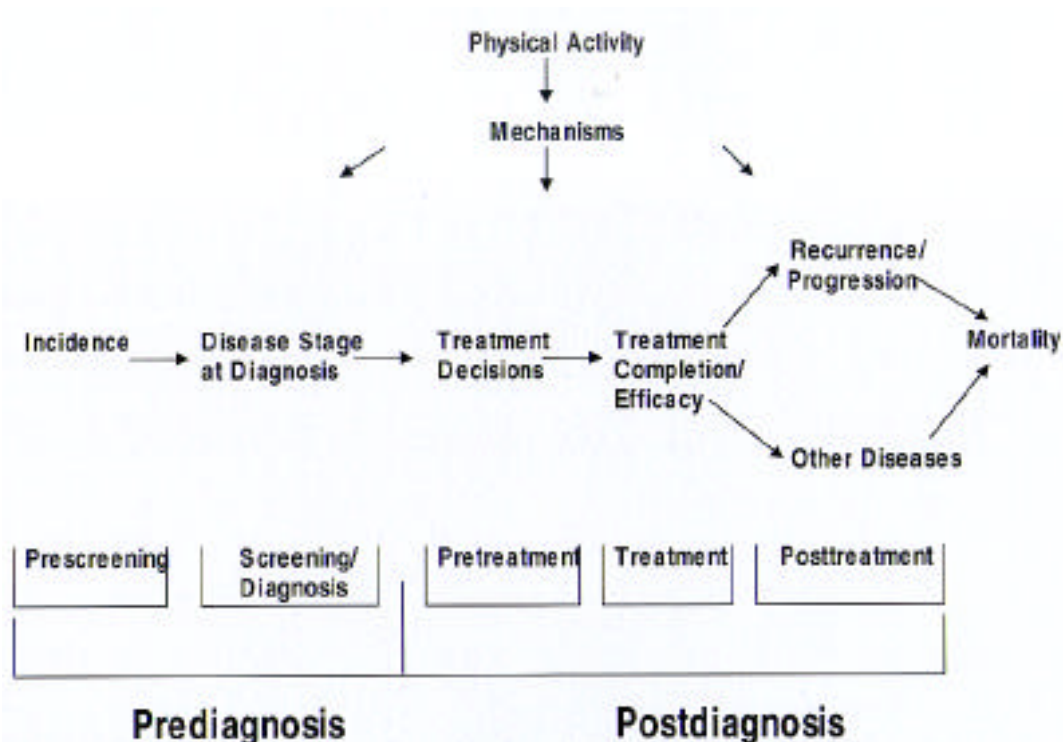 Physical Activity
Mechanisms
Recurrence/
Progression
Incidence
Disease Stage
at Diagnosis
Treatment
Decisions
Treatment
Completion/
Efficacy
Mortality
Other Diseases
Prescreening
Screening/
Diagnosis
Pretreatment
Treatment
Posttreatment
Prediagnosis
Postdiagnosis